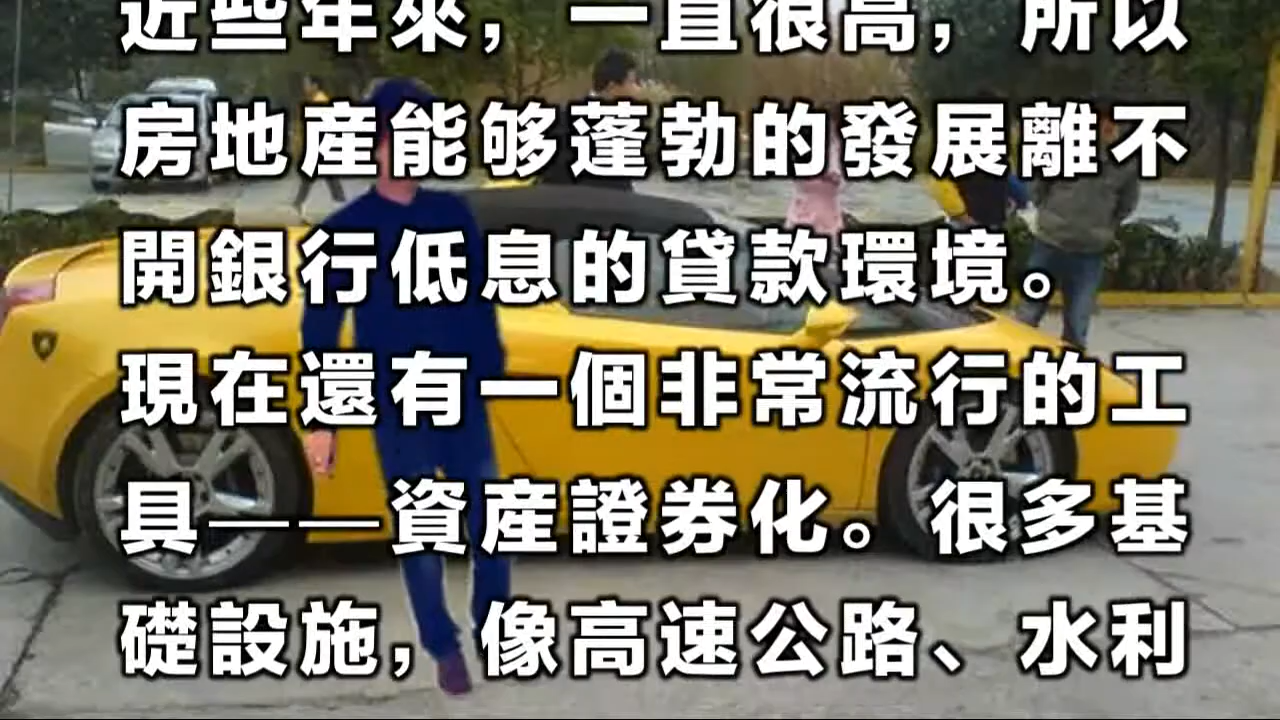 近些年來，一直很高，所以
房地産能够蓬勃的發展離不
開銀行低息的貸款環境。
現在還有一個非常流行的工
具——資産證券化。很多基
礎設施，像高速公路、水利